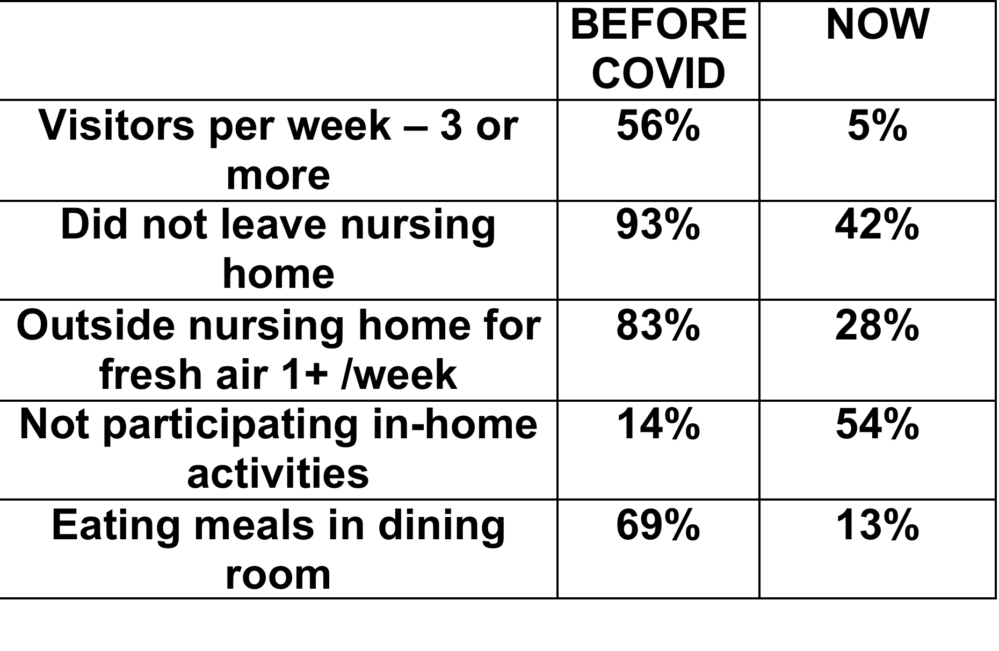 BEFORE NOW
COVID
Visitors per week – 3 or 56% 5%
more
Did not leave nursing 93% 42%
home
Outside nursing home for 83% 28%
fresh air 1+ /week
Not participating in-home 14% 54%
activities
Eating meals in dining 69% 13%
room